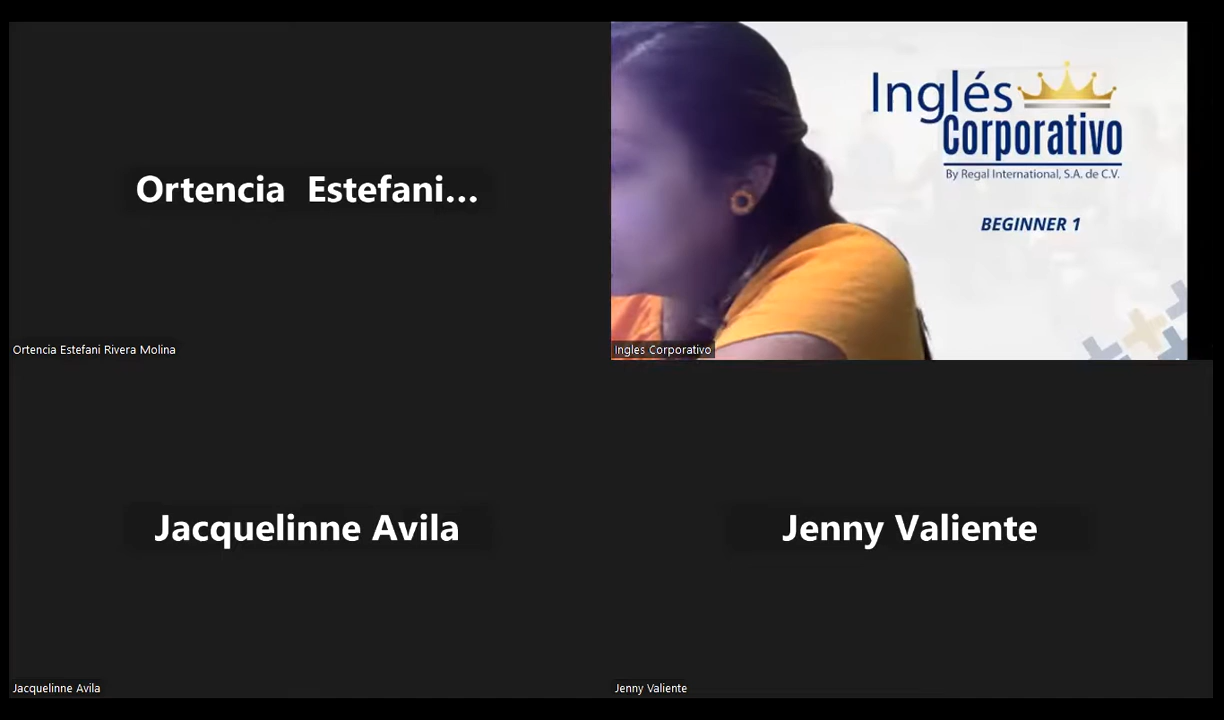 Ortencia  Estefani...
Ortencia Estefani Rivera Molina
Inglés
Corporativo
By Regal International, S.A. de C.V.
BEGINNER 1
Ingles Corporativo
Jacquelinne Avila
Jacquelinne Avila
Jenny Valiente
Jenny Valiente